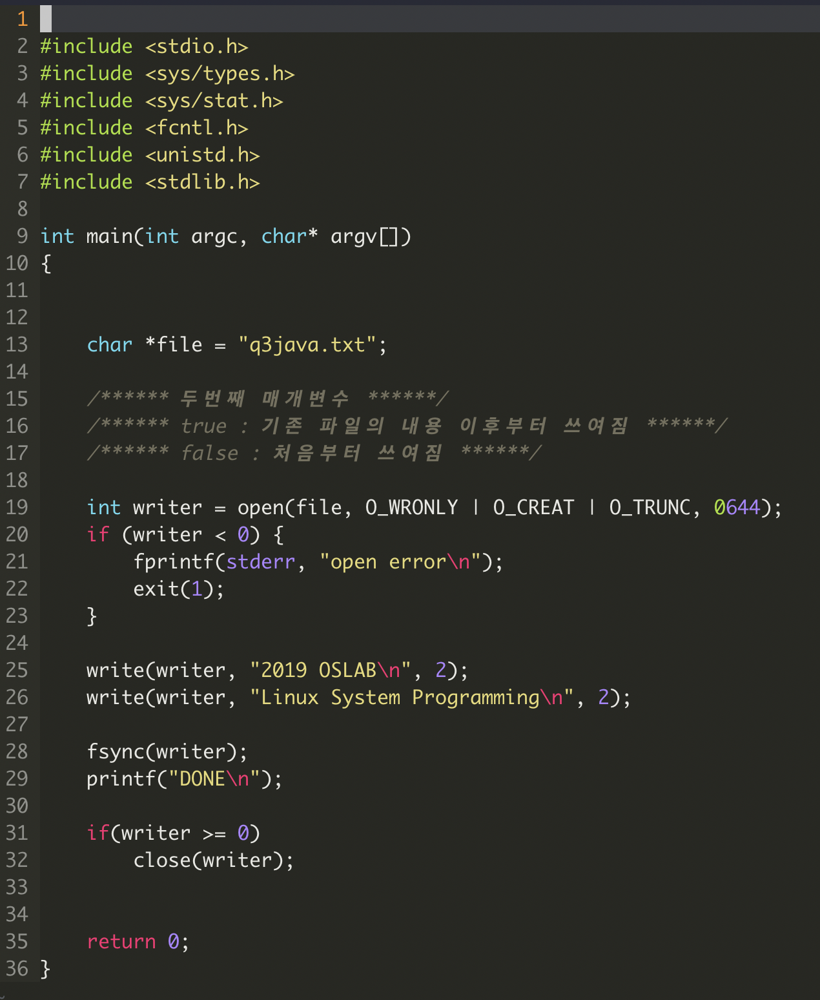 1
2 #include <stdio.h>
3 #include <sys/types.h>
4 #include <sys/stat.h>
5 #include <fcntl.h>
6 #include <unistd.h>
7 #include <stdlib.h>
8
9 int main(int argc, char* argv[])
10 {
11
12
13     char *file = "q3java.txt";
14
15     /****** 두번째 매개변수 ******/
16     /****** true : 기존 파일의 내용 이후부터 쓰여짐 ******/
17     /****** false : 처음부터 쓰여짐 ******/
18
19     int writer = open(file, O_WRONLY | O_CREAT | O_TRUNC, 0644);
20     if (writer < 0) {
21         fprintf(stderr, "open error\n");
22         exit(1);
23     }
24
25     write(writer, "2019 OSLAB\n", 2);
26     write(writer, "Linux System Programming\n", 2);
27
28     fsync(writer);
29     printf("DONE\n");
30
31     if(writer >= 0)
32         close(writer);
33
34
35     return 0;
36 }